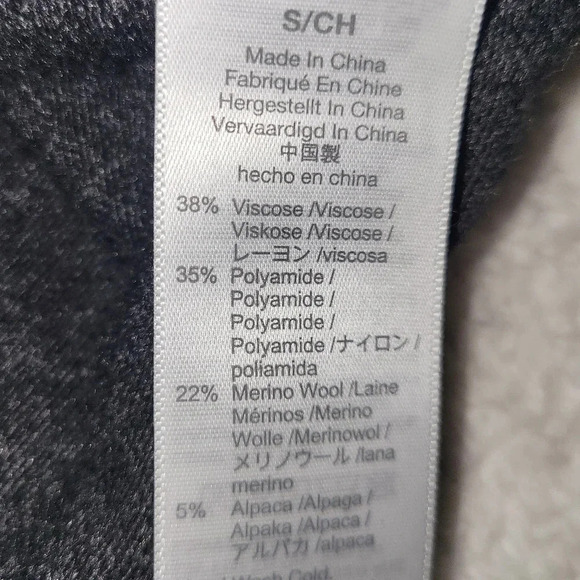 S/CH
Made In China
Fabriqué En Chine
Hergestellt In China
Vervaardigd In China
中国製
hecho en china
38% Viscose /Viscose /
Viskose /Viscose /
レーヨン /viscosa
35% Polyamide /
Polyamide /
Polyamide /
Polyamide /ナイロン /
poliamida
22% Merino Wool /Laine
Mérinos /Merino
Wolle /Merinowol /
メリノウール /lana
merino
5% Alpaca /Alpaga /
Alpaka /Alpaca /
アルパカ /alpaca
Wash Cold,